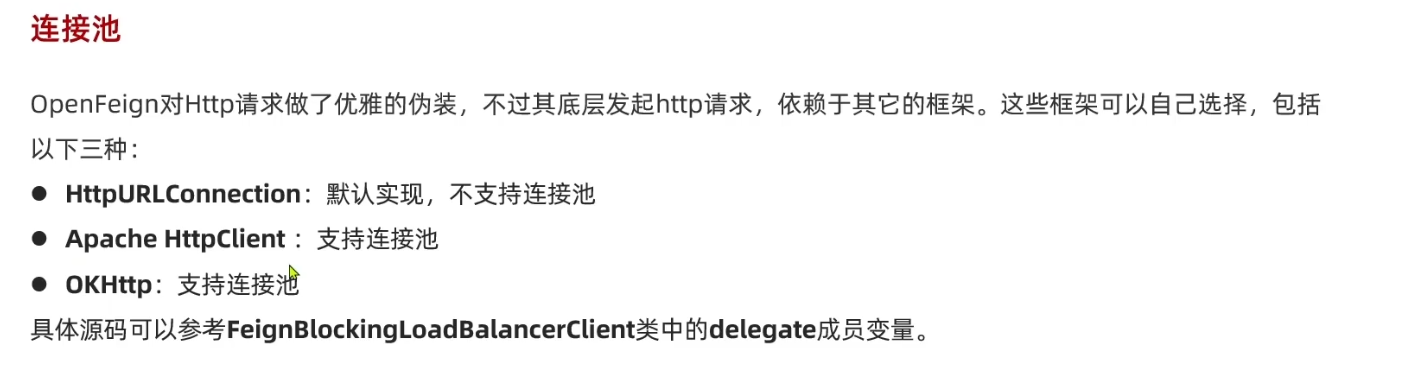 连接池
OpenFeign对Http请求做了优雅的伪装，不过其底层发起http请求，依赖于其它的框架。这些框架可以自己选择，包括
以下三种：
● HttpURLConnection：默认实现，不支持连接池
● Apache HttpClient ：支持连接池
● OKHttp：支持连接池
具体源码可以参考FeignBlockingLoadBalancerClient类中的delegate成员变量。